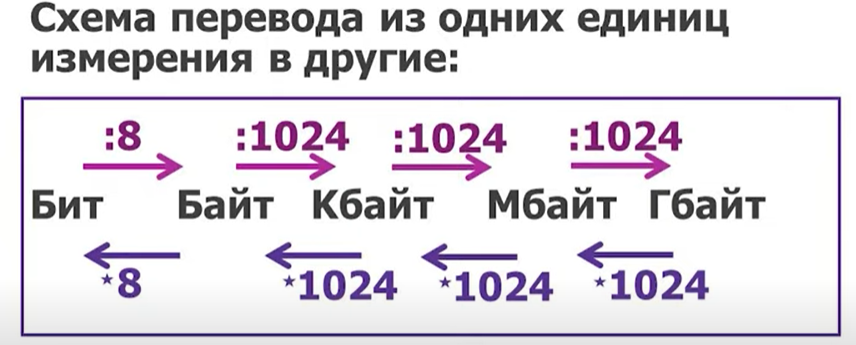 Схема перевода из одних единиц
измерения в другие:
:8 :1024 :1024 :1024
Бит Байт Кбайт Мбайт Гбайт
*8 *1024 *1024 *1024